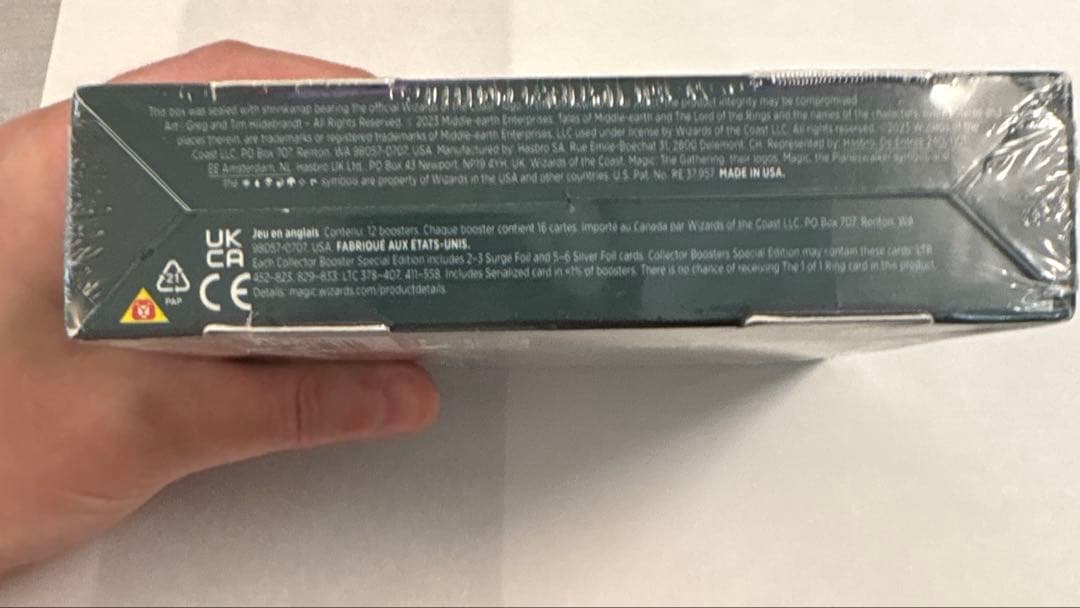 This box was sealed with shrinkwrap bearing the official product integrity may be compromised.
Art: Greg and Tim Hildebrandt – All Rights Reserved. © 2023 Middle-earth Enterprises. Tales of Middle-earth and The Lord of the Rings and the names of the characters
places therein, are trademarks or registered trademarks of Middle-earth Enterprises, LLC used under license by Wizards of the Coast LLC. All rights reserved. © 2023 Wizards of the
Coast LLC, PO Box 707, Renton, WA 98057-0707, USA. Manufactured by: Hasbro SA, Rue Emile-Boéchat 31, 2800 Delémont, CH. Represented by: Hasbro, De Entree
EE Amsterdam, NL. Hasbro UK Ltd., PO Box 43 Newport, NP19 4YH, UK. Wizards of the Coast, Magic: The Gathering, their logos, Magic, the Planeswalker symbol
The symbols are property of Wizards in the USA and other countries. U.S. Pat. No. RE 37,957. MADE IN USA.
UK
CA
CE
21
PAP
Jeu en anglais. Contenu: 12 boosters. Chaque booster contient 16 cartes. Importé au Canada par Wizards of the Coast LLC, PO Box 707, Renton, WA
98057-0707, USA. FABRIQUÉ AUX ÉTATS-UNIS.
Each Collector Booster Special Edition includes 2–3 Surge Foil and 5–6 Silver Foil cards. Collector Boosters Special Edition may contain these cards: LTR
452–823, 829–833, LTC 378–407, 411–558. Includes Serialized card in <1% of boosters. There is no chance of receiving The 1 of 1 Ring card in this product.
Details: magic.wizards.com/productdetails